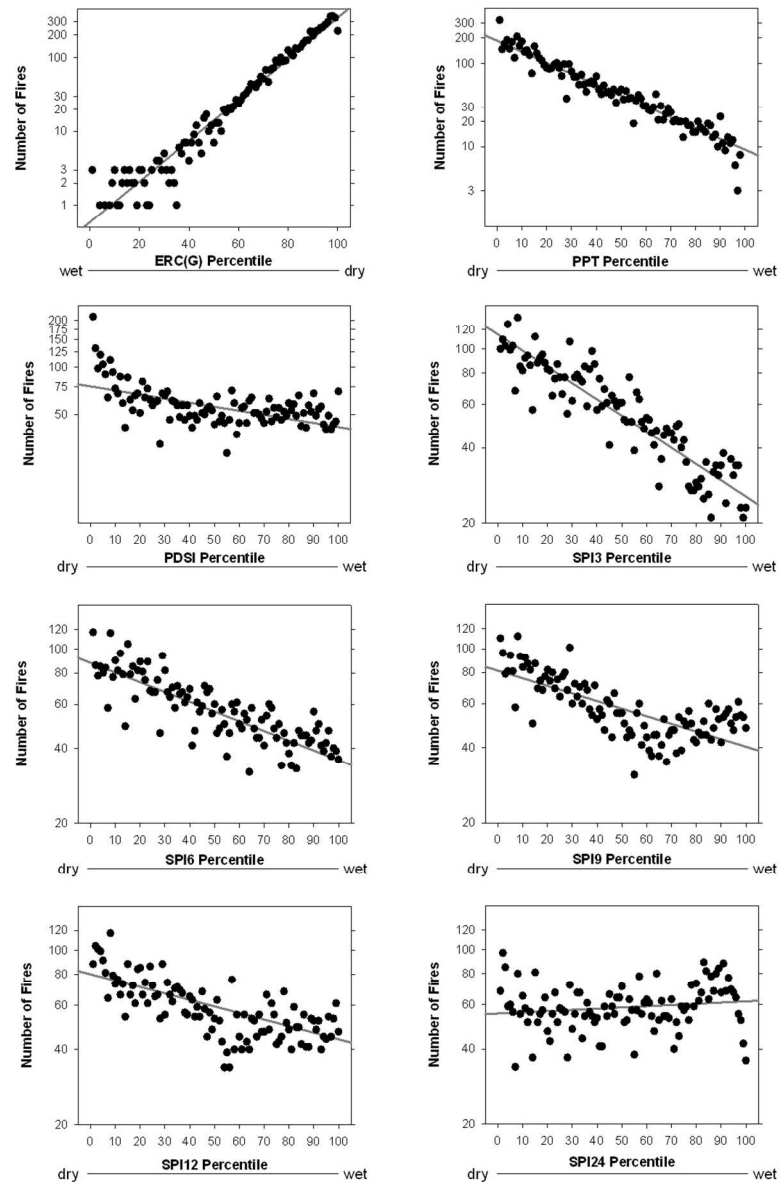 Number of Fires
300
200
100
30
20
10
3
2
1
0 20 40 60 80 100
ERC(G) Percentile
wet dry
Number of Fires
300
200
100
30
20
10
3
0 10 20 30 40 50 60 70 80 90 100
PPT Percentile
dry wet
Number of Fires
200
175
150
125
100
75
50
0 10 20 30 40 50 60 70 80 90 100
PDSI Percentile
dry wet
Number of Fires
120
100
80
60
40
20
0 10 20 30 40 50 60 70 80 90 100
SPI3 Percentile
dry wet
Number of Fires
120
100
80
60
40
20
0 10 20 30 40 50 60 70 80 90 100
SPI6 Percentile
dry wet
Number of Fires
120
100
80
60
40
20
0 10 20 30 40 50 60 70 80 90 100
SPI9 Percentile
dry wet
Number of Fires
120
100
80
60
40
20
0 10 20 30 40 50 60 70 80 90 100
SPI12 Percentile
dry wet
Number of Fires
120
100
80
60
40
20
0 10 20 30 40 50 60 70 80 90 100
SPI24 Percentile
dry wet